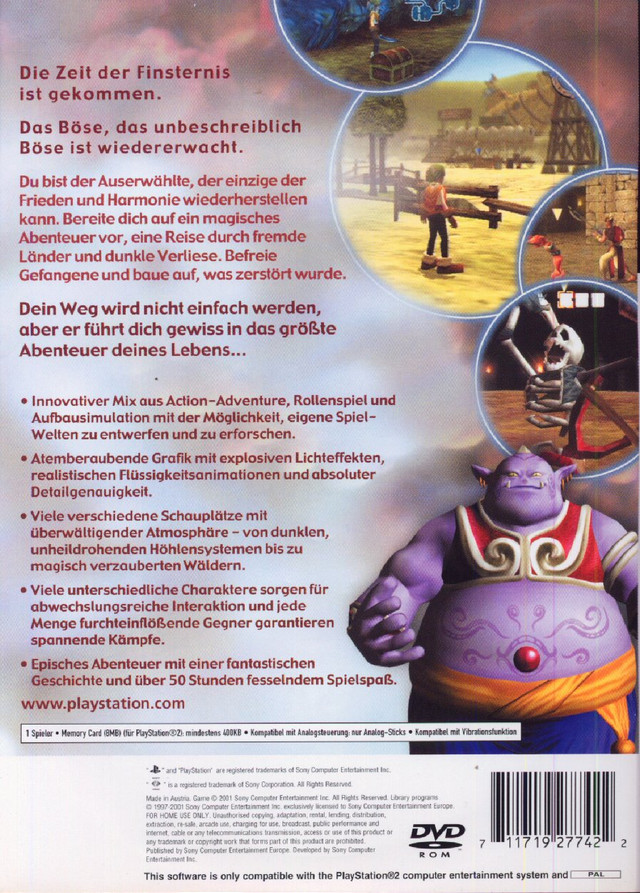 Die Zeit der Finsternis
ist gekommen.
Das Böse, das unbeschreiblich
Böse ist wiedererwacht.
Du bist der Auserwählte, der einzige der
Frieden und Harmonie wiederherstellen
kann. Bereite dich auf ein magisches
Abenteuer vor, eine Reise durch fremde
Länder und dunkle Verliese. Befreie
Gefangene und baue auf, was zerstört wurde.
Dein Weg wird nicht einfach werden,
aber er führt dich gewiss in das größte
Abenteuer deines Lebens...
• Innovativer Mix aus Action-Adventure, Rollenspiel und
Aufbausimulation mit der Möglichkeit, eigene Spiel-
Welten zu entwerfen und zu erforschen.
• Atemberaubende Grafik mit explosiven Lichteffekten,
realistischen Flüssigkeitsanimationen und absoluter
Detailgenauigkeit.
• Viele verschiedene Schauplätze mit
überwältigender Atmosphäre – von dunklen,
unheildrohenden Höhlensystemen bis zu
magisch verzauberten Wäldern.
• Viele unterschiedliche Charaktere sorgen für
abwechslungsreiche Interaktion und jede
Menge furchteinflößende Gegner garantieren
spannende Kämpfe.
• Episches Abenteuer mit einer fantastischen
Geschichte und über 50 Stunden fesselndem Spielspaß.
www.playstation.com
1 Spieler • Memory Card (8MB) (für PlayStation®2): mindestens 400KB • Kompatibel mit Analogsteuerung: nur Analog-Sticks • Kompatibel mit Vibrationsfunktion
" " and "PlayStation" are registered trademarks of Sony Computer Entertainment Inc.
" " is a registered trademark of Sony Corporation. All Rights Reserved.
Made in Austria. Game © 2001 Sony Computer Entertainment Inc. All Rights Reserved. Library programs
© 1997-2001 Sony Computer Entertainment Inc. exclusively licensed to Sony Computer Entertainment Europe.
FOR HOME USE ONLY. Unauthorised copying, adaptation, rental, lending, distribution,
extraction, re-sale, arcade use, charging for use, broadcast, public performance and
internet, cable or any telecommunications transmission, access or use of this product or
any trademark or copyright work that forms part of this product are prohibited.
Published by Sony Computer Entertainment Europe. Developed by Sony Computer
Entertainment Inc.
DVD
ROM
7 11719 27742 2
This software is only compatible with the PlayStation®2 computer entertainment system and PAL